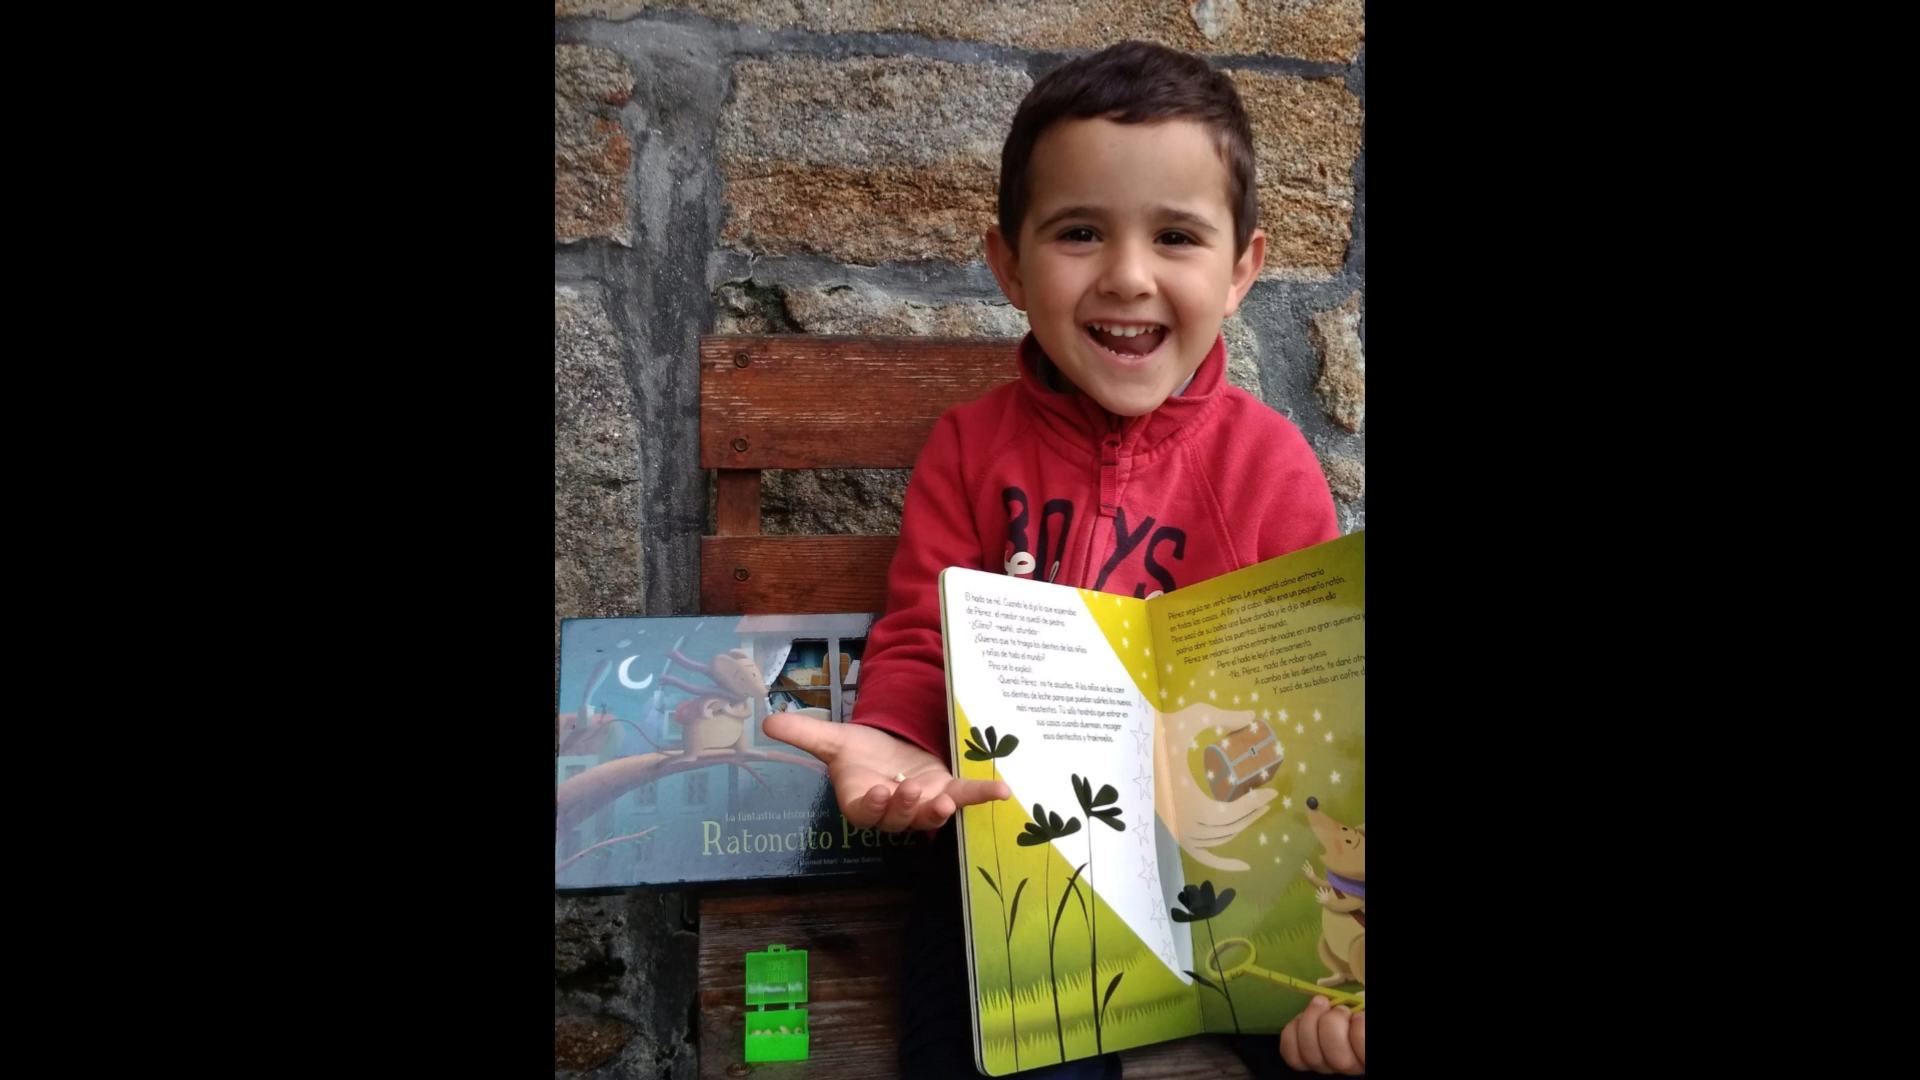 BOYS
El hada se rió. Cuando le dijo lo que esperaba
de Pérez, el roedor se quedó de piedra.
-¿Cómo? -repitió, aturdido-
¿Quieres que te traiga los dientes de los niños
y niñas de todo el mundo?
Pina se lo explicó:
-Querido Pérez, no te asustes. A los niños se les caen
los dientes de leche para que puedan salirles los nuevos,
más resistentes. Tú sólo tendrás que entrar en
sus casas cuando duerman, recoger
esos dientecitos y traérmelos.
Pérez seguía sin verlo claro. Le preguntó cómo entraría
en todas las casas. Al fin y al cabo, sólo era un pequeño ratón.
Pina sacó de su bolso una llave dorada y le dijo que con ella
podría abrir todas las puertas del mundo.
Pérez se relamió: podría entrar de noche en una gran quesería
Pero el hada le leyó el pensamiento.
-No, Pérez, nada de robar queso.
A cambio de los dientes, te daré
Y sacó de su bolso un cofre
La fantástica historia del
Ratoncito Pérez